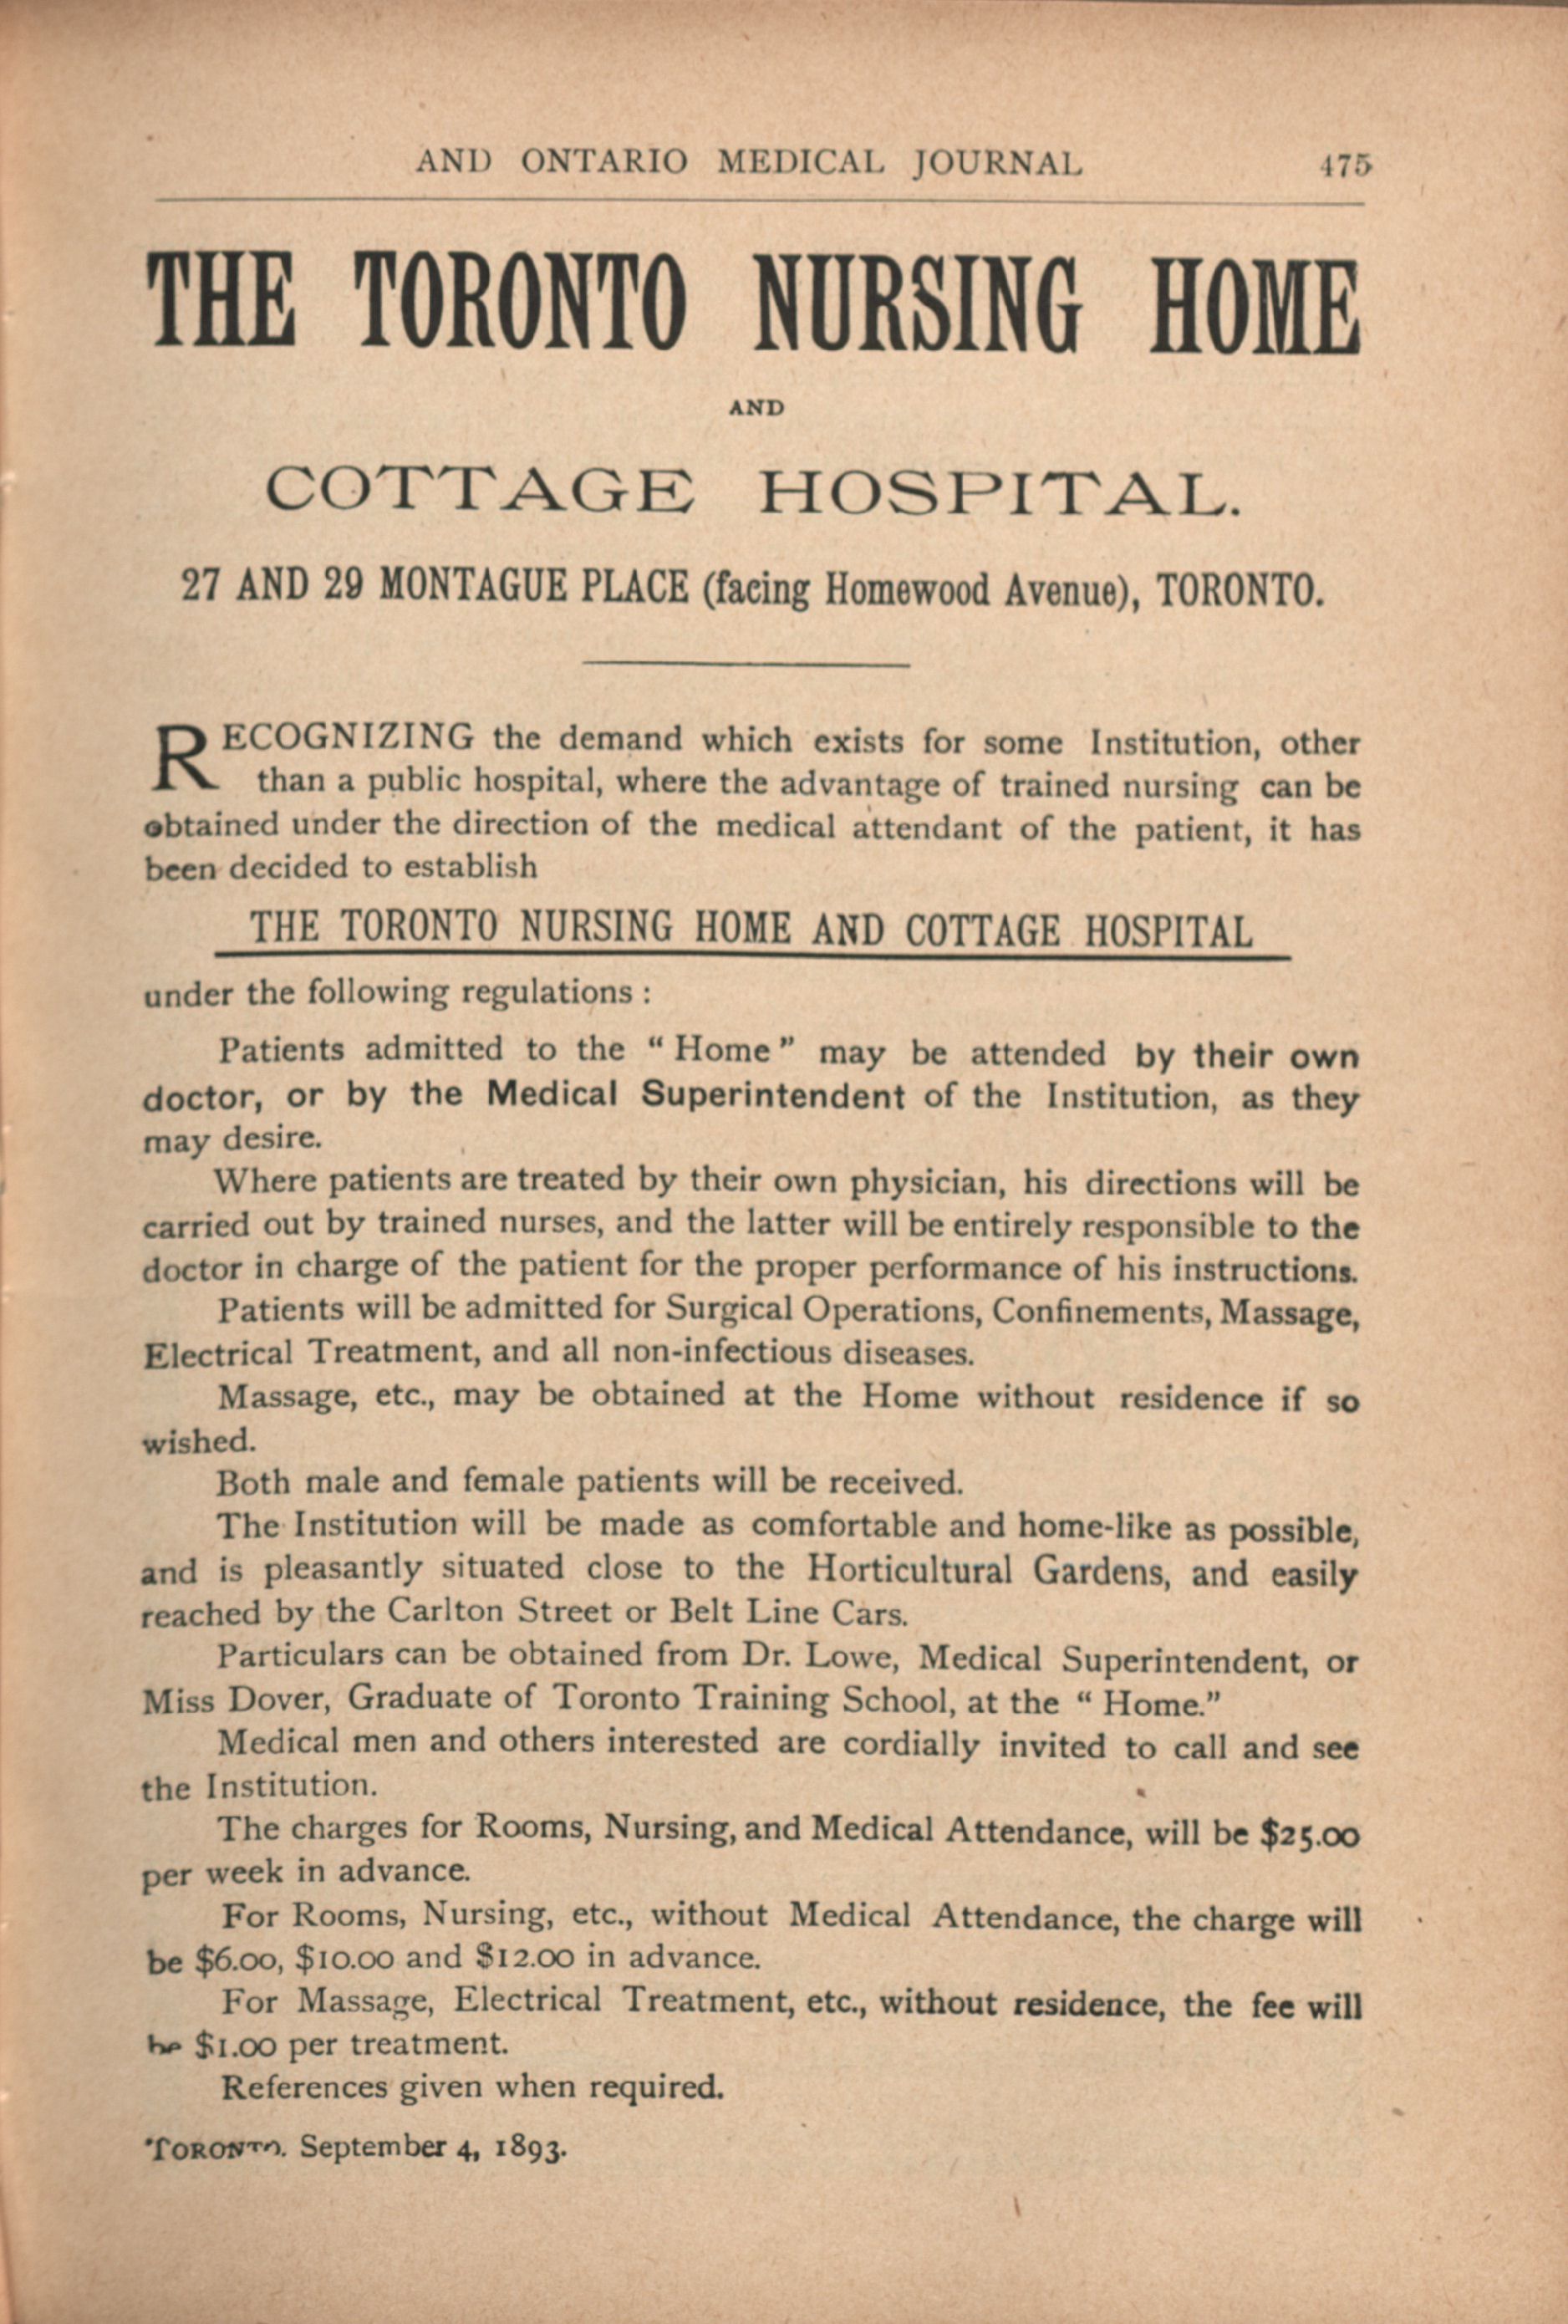 AND ONTARIO MEDICAL JOURNAL 475
THE TORONTO NURSING HOME
AND
COTTAGE HOSPITAL.
27 AND 29 MONTAGUE PLACE (facing Homewood Avenue), TORONTO.
RECOGNIZING the demand which exists for some Institution, other
than a public hospital, where the advantage of trained nursing can be
obtained under the direction of the medical attendant of the patient, it has
been decided to establish
THE TORONTO NURSING HOME AND COTTAGE HOSPITAL
under the following regulations :
Patients admitted to the “ Home ” may be attended by their own
doctor, or by the Medical Superintendent of the Institution, as they
may desire.
Where patients are treated by their own physician, his directions will be
carried out by trained nurses, and the latter will be entirely responsible to the
doctor in charge of the patient for the proper performance of his instructions.
Patients will be admitted for Surgical Operations, Confinements, Massage,
Electrical Treatment, and all non-infectious diseases.
Massage, etc., may be obtained at the Home without residence if so
wished.
Both male and female patients will be received.
The Institution will be made as comfortable and home-like as possible,
and is pleasantly situated close to the Horticultural Gardens, and easily
reached by the Carlton Street or Belt Line Cars.
Particulars can be obtained from Dr. Lowe, Medical Superintendent, or
Miss Dover, Graduate of Toronto Training School, at the “ Home.”
Medical men and others interested are cordially invited to call and see
the Institution.
The charges for Rooms, Nursing, and Medical Attendance, will be $25.00
per week in advance.
For Rooms, Nursing, etc., without Medical Attendance, the charge will
be $6.00, $10.00 and $12.00 in advance.
For Massage, Electrical Treatment, etc., without residence, the fee will
be $1.00 per treatment.
References given when required.
TORONTO. September 4, 1893.